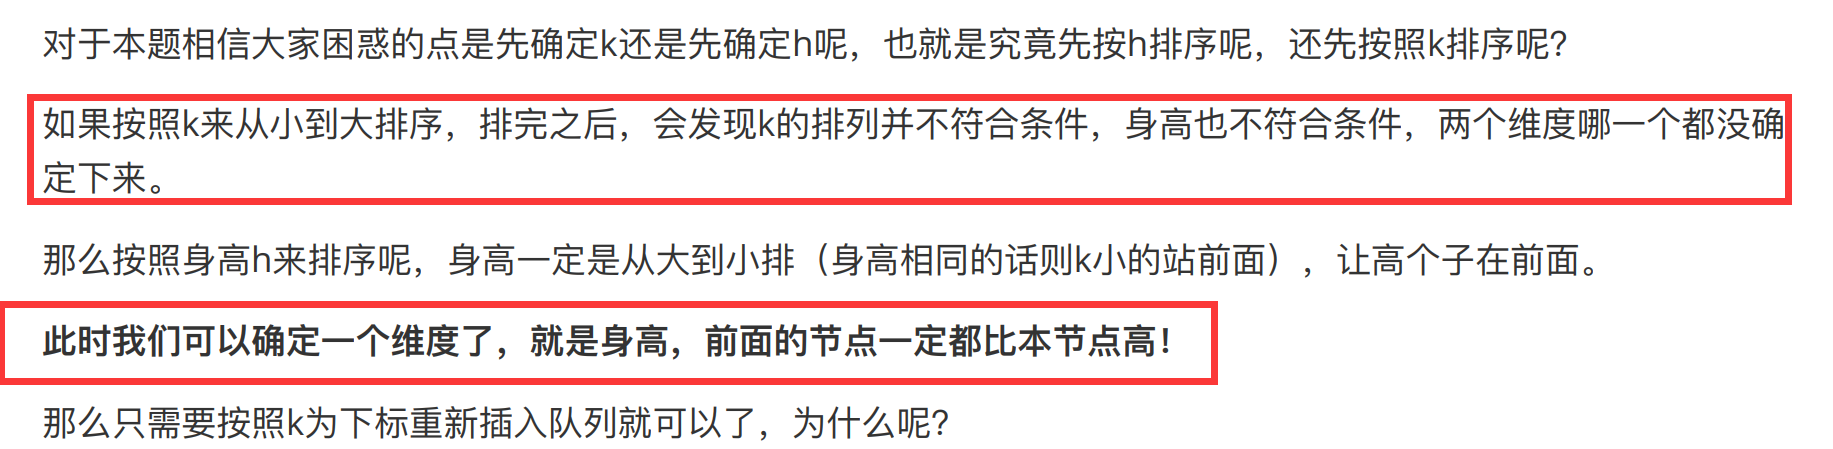 对于本题相信大家困惑的点是先确定k还是先确定h呢，也就是究竟先按h排序呢，还先按照k排序呢？
如果按照k来从小到大排序，排完之后，会发现k的排列并不符合条件，身高也不符合条件，两个维度哪一个都没确
定下来。
那么按照身高h来排序呢，身高一定是从大到小排（身高相同的话则k小的站前面），让高个子在前面。
此时我们可以确定一个维度了，就是身高，前面的节点一定都比本节点高！
那么只需要按照k为下标重新插入队列就可以了，为什么呢？